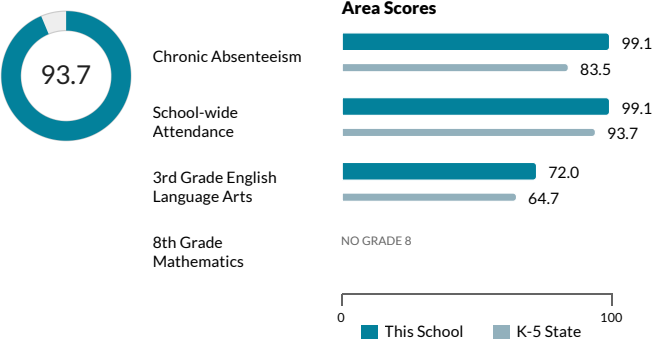 Area Scores
93.7
Chronic Absenteeism
99.1
83.5
School-wide
Attendance
99.1
93.7
3rd Grade English
Language Arts
72.0
64.7
8th Grade
Mathematics
NO GRADE 8
0
100
This School
K-5 State